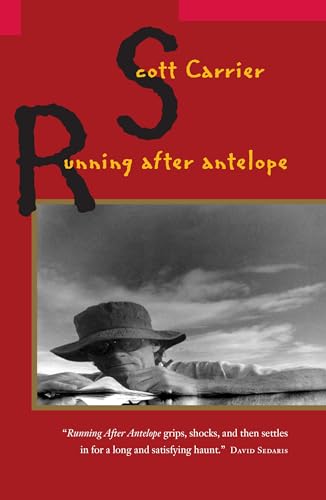 Scott Carrier
Running after antelope
“Running After Antelope grips, shocks, and then settles
in for a long and satisfying haunt.” DAVID SEDARIS